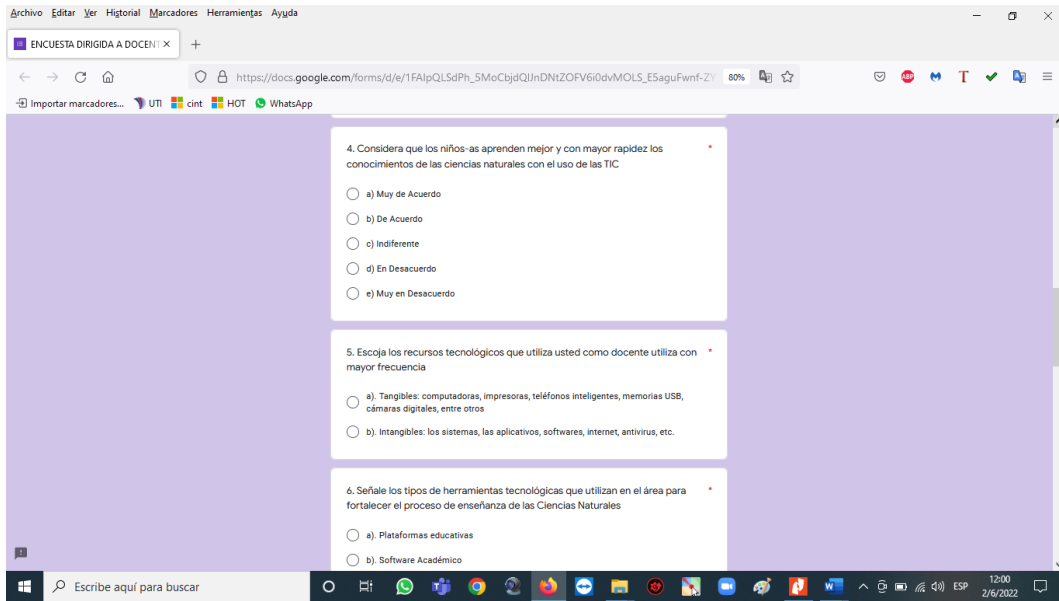 Archivo Editar Ver Historial Marcadores Herramientas Ayuda
ENCUESTA DIRIGIDA A DOCENT
https://docs.google.com/forms/d/e/1FAIpQLSdPh_5MoCbjdQIJnDNtZOFV6i0dvMOLS_E5aguFwnf-ZY 80%
ABP T
Importar marcadores... UTI cint HOT WhatsApp
4. Considera que los niños-as aprenden mejor y con mayor rapidez los *
conocimientos de las ciencias naturales con el uso de las TIC
a) Muy de Acuerdo
b) De Acuerdo
c) Indiferente
d) En Desacuerdo
e) Muy en Desacuerdo
5. Escoja los recursos tecnológicos que utiliza usted como docente utiliza con *
mayor frecuencia
a). Tangibles: computadoras, impresoras, teléfonos inteligentes, memorias USB,
cámaras digitales, entre otros
b). Intangibles: los sistemas, las aplicativos, softwares, internet, antivirus, etc.
6. Señale los tipos de herramientas tecnológicas que utilizan en el área para *
fortalecer el proceso de enseñanza de las Ciencias Naturales
a). Plataformas educativas
b). Software Académico
Escribe aquí para buscar
ESP
12:00
2/6/2022